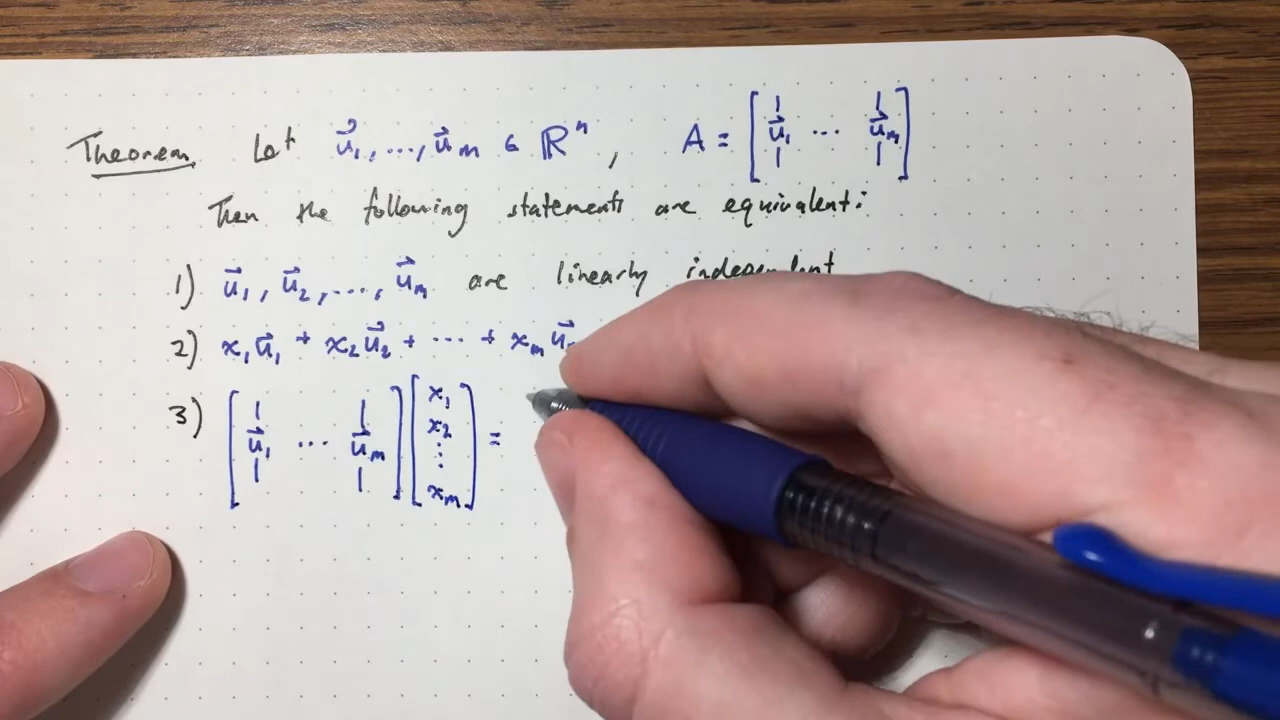 Theorem Let u⃗₁, ..., u⃗ₘ ∈ ℝⁿ, A = [u⃗₁ ... u⃗ₘ]
Then the following statements are equivalent:
1) u⃗₁, u⃗₂, ..., u⃗ₘ are linearly independent
2) x₁u⃗₁ + x₂u⃗₂ + ... + xₘu⃗
3) [u⃗₁ ... u⃗ₘ] [x₁ x₂ ⋮ xₘ] =